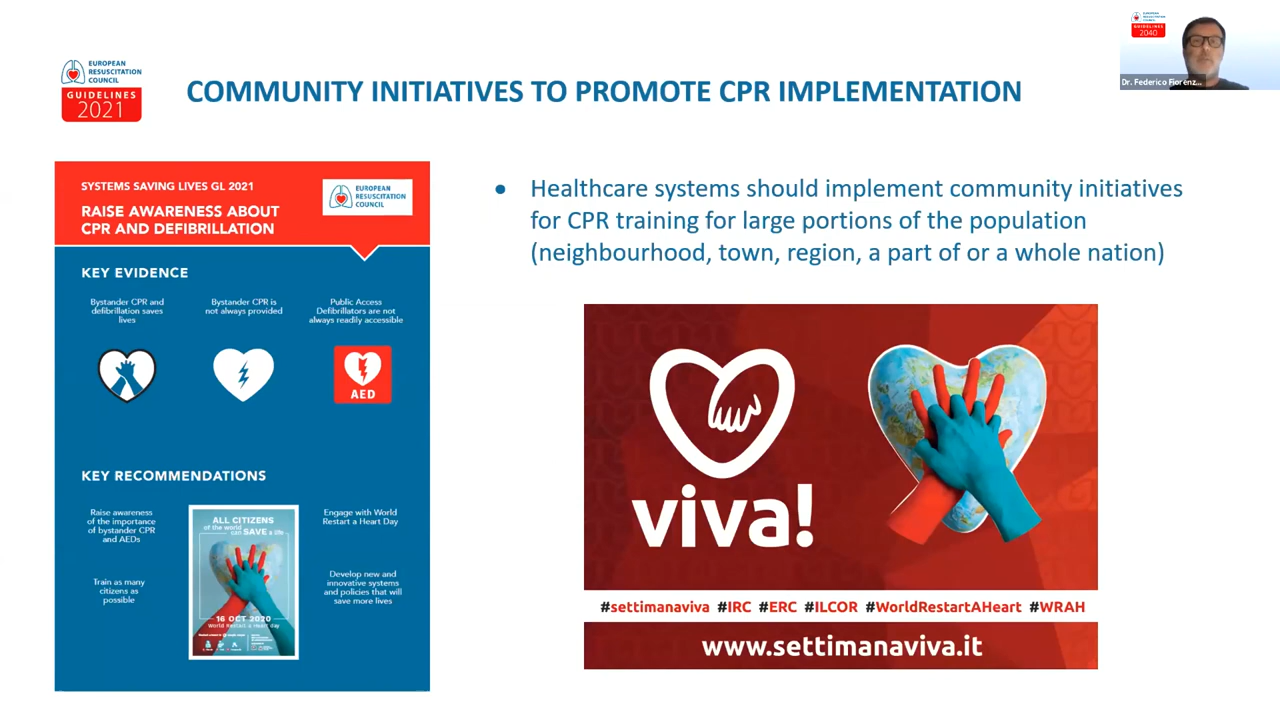 EUROPEAN
RESUSCITATION
COUNCIL
GUIDELINES
2021
COMMUNITY INITIATIVES TO PROMOTE CPR IMPLEMENTATION
EUROPEAN
RESUSCITATION
COUNCIL
GUIDELINES
2040
Dr. Federico Fiorenz...
SYSTEMS SAVING LIVES GL 2021
RAISE AWARENESS ABOUT
CPR AND DEFIBRILLATION
EUROPEAN
RESUSCITATION
COUNCIL
KEY EVIDENCE
Bystander CPR and
defibrillation saves
lives
Bystander CPR is
not always provided
Public Access
Defibrillators are not
always readily accessible
AED
KEY RECOMMENDATIONS
Raise awareness
of the importance
of bystander CPR
and AEDs
Train as many
citizens as
possible
ALL CITIZENS
of the world
can SAVE a life
16 OCT 2020
World Restart a Heart day
Engage with World
Restart a Heart Day
Develop new and
innovative systems
and policies that will
save more lives
• Healthcare systems should implement community initiatives
for CPR training for large portions of the population
(neighbourhood, town, region, a part of or a whole nation)
viva!
#settimanaviva #IRC #ERC #ILCOR #WorldRestartAHeart #WRAH
www.settimanaviva.it